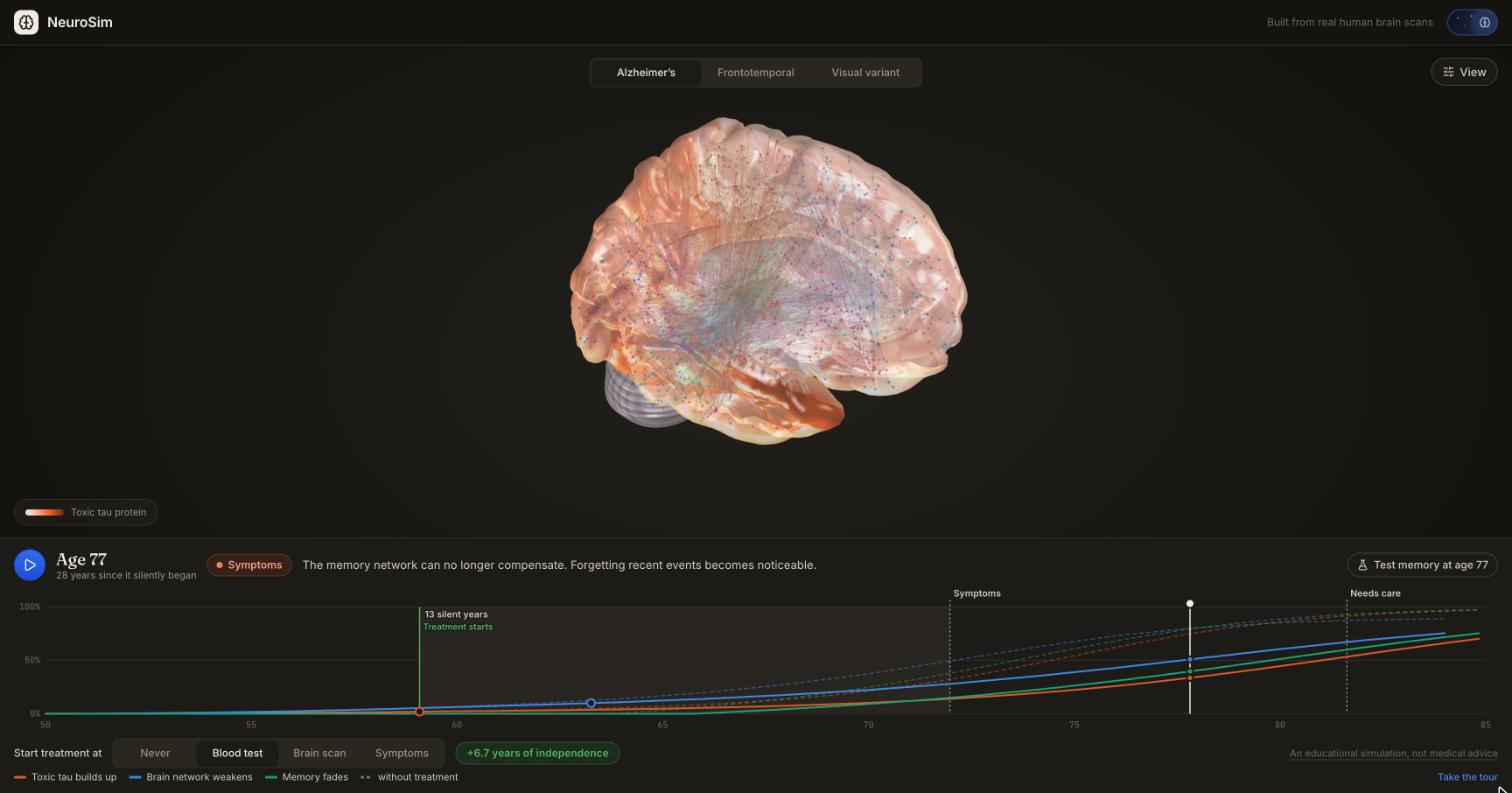 NeuroSim
Built from real human brain scans
Alzheimer's
Frontotemporal
Visual variant
View
Toxic tau protein
Age 77
28 years since it silently began
Symptoms
The memory network can no longer compensate. Forgetting recent events becomes noticeable.
Test memory at age 77
Symptoms
Needs care
100%
13 silent years
Treatment starts
50%
0%
50 55 60 65 70 75 80 85
Start treatment at
Never
Blood test
Brain scan
Symptoms
+6.7 years of independence
An educational simulation, not medical advice
Toxic tau builds up
Brain network weakens
Memory fades
without treatment
Take the tour